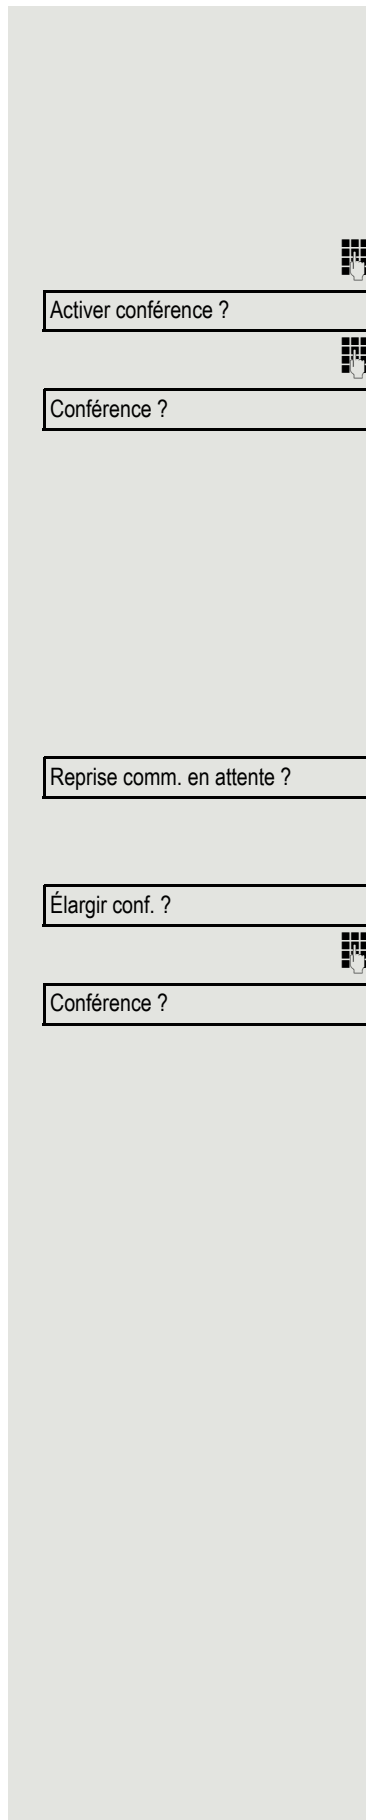 Activer conférence ?
Conférence ?
Reprise comm. en attente ?
Élargir conf. ?
Conférence ?